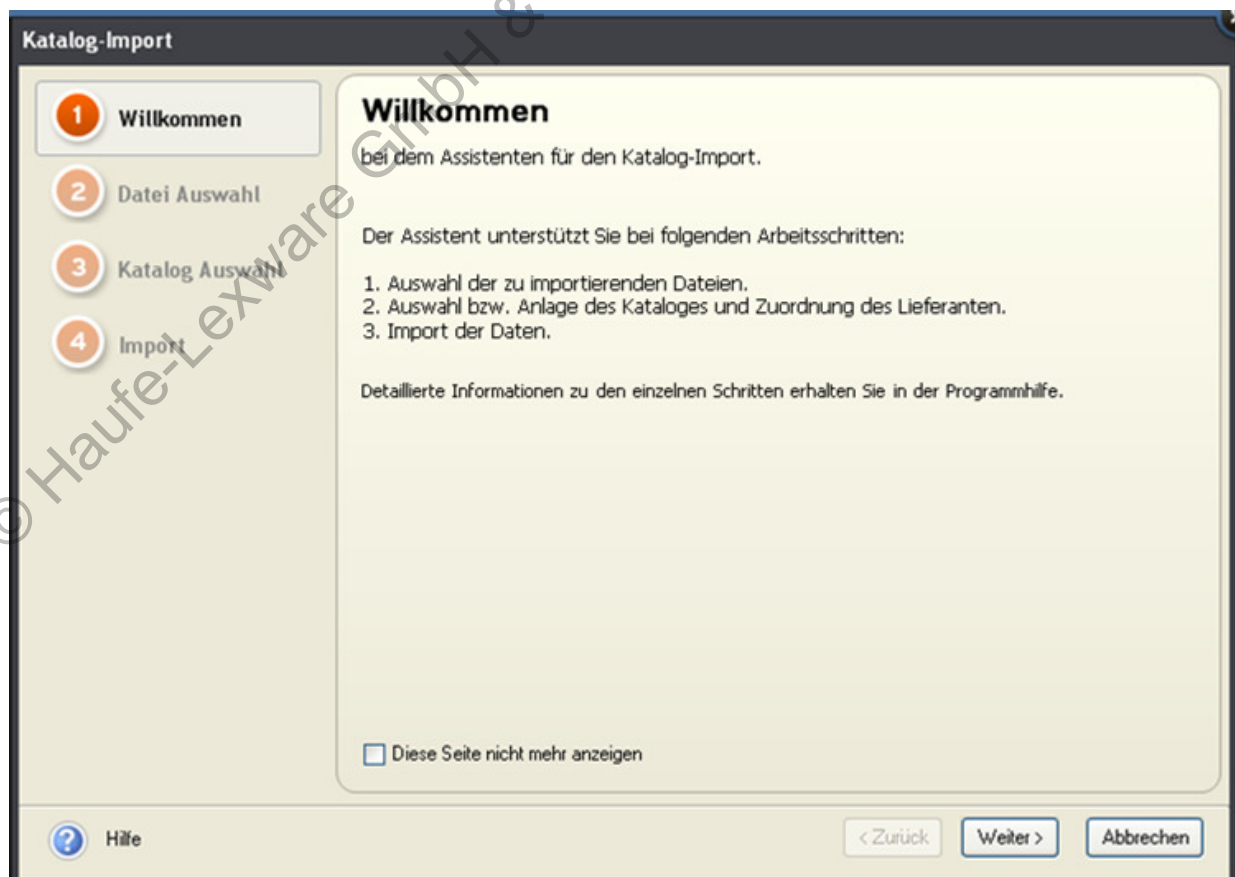 Katalog-Import
1 Willkommen
2 Datei Auswahl
3 Katalog Auswahl
4 Import
Willkommen
bei dem Assistenten für den Katalog-Import.
Der Assistent unterstützt Sie bei folgenden Arbeitsschritten:
1. Auswahl der zu importierenden Dateien.
2. Auswahl bzw. Anlage des Kataloges und Zuordnung des Lieferanten.
3. Import der Daten.
Detaillierte Informationen zu den einzelnen Schritten erhalten Sie in der Programmhilfe.
Diese Seite nicht mehr anzeigen
? Hilfe
< Zurück
Weiter >
Abbrechen
© Haufe-Lexware GmbH &